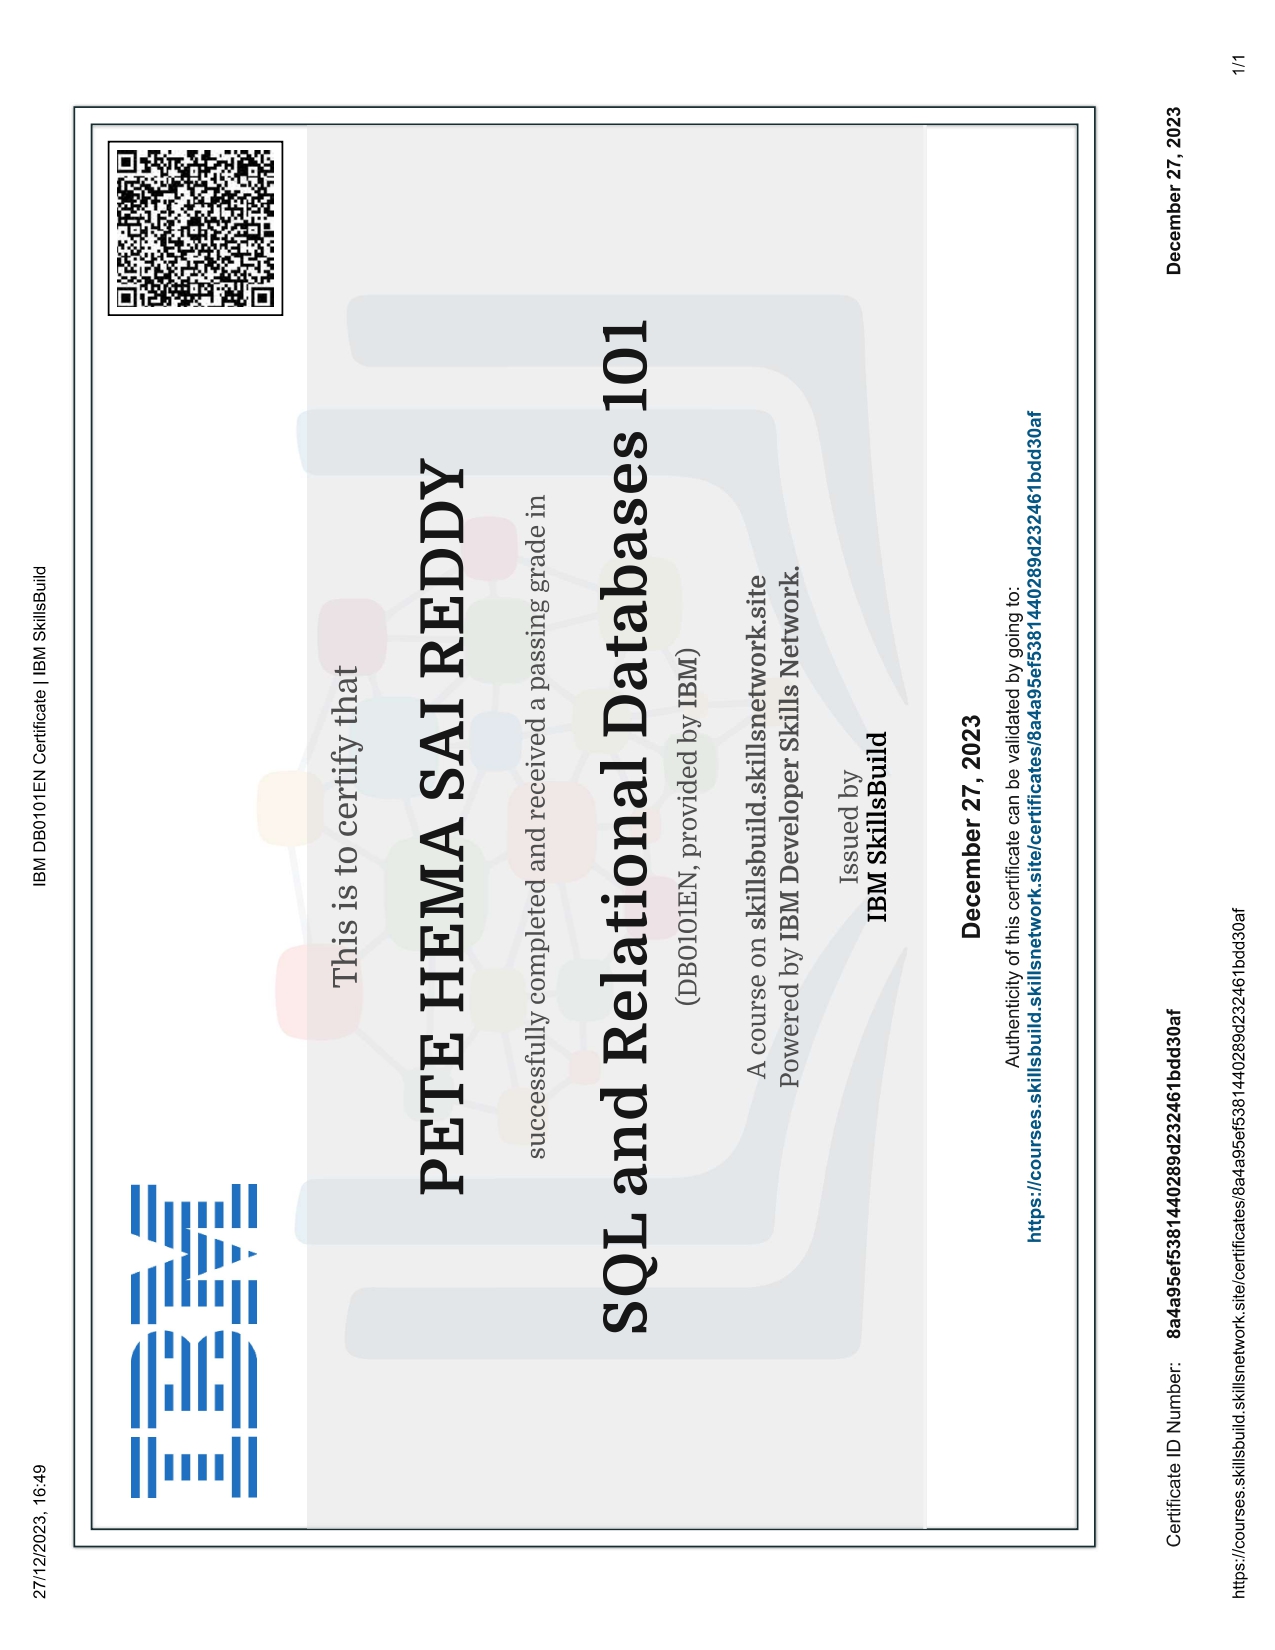 27/12/2023, 16:49
IBM DB0101EN Certificate | IBM SkillsBuild
IBM
This is to certify that
PETE HEMA SAI REDDY
successfully completed and received a passing grade in
SQL and Relational Databases 101
(DB0101EN, provided by IBM)
A course on skillsbuild.skillsnetwork.site
Powered by IBM Developer Skills Network.
Issued by
IBM SkillsBuild
December 27, 2023
Authenticity of this certificate can be validated by going to:
https://courses.skillsbuild.skillsnetwork.site/certificates/8a4a95ef5381440289d232461bdd30af
Certificate ID Number: 8a4a95ef5381440289d232461bdd30af
December 27, 2023
https://courses.skillsbuild.skillsnetwork.site/certificates/8a4a95ef5381440289d232461bdd30af
1/1